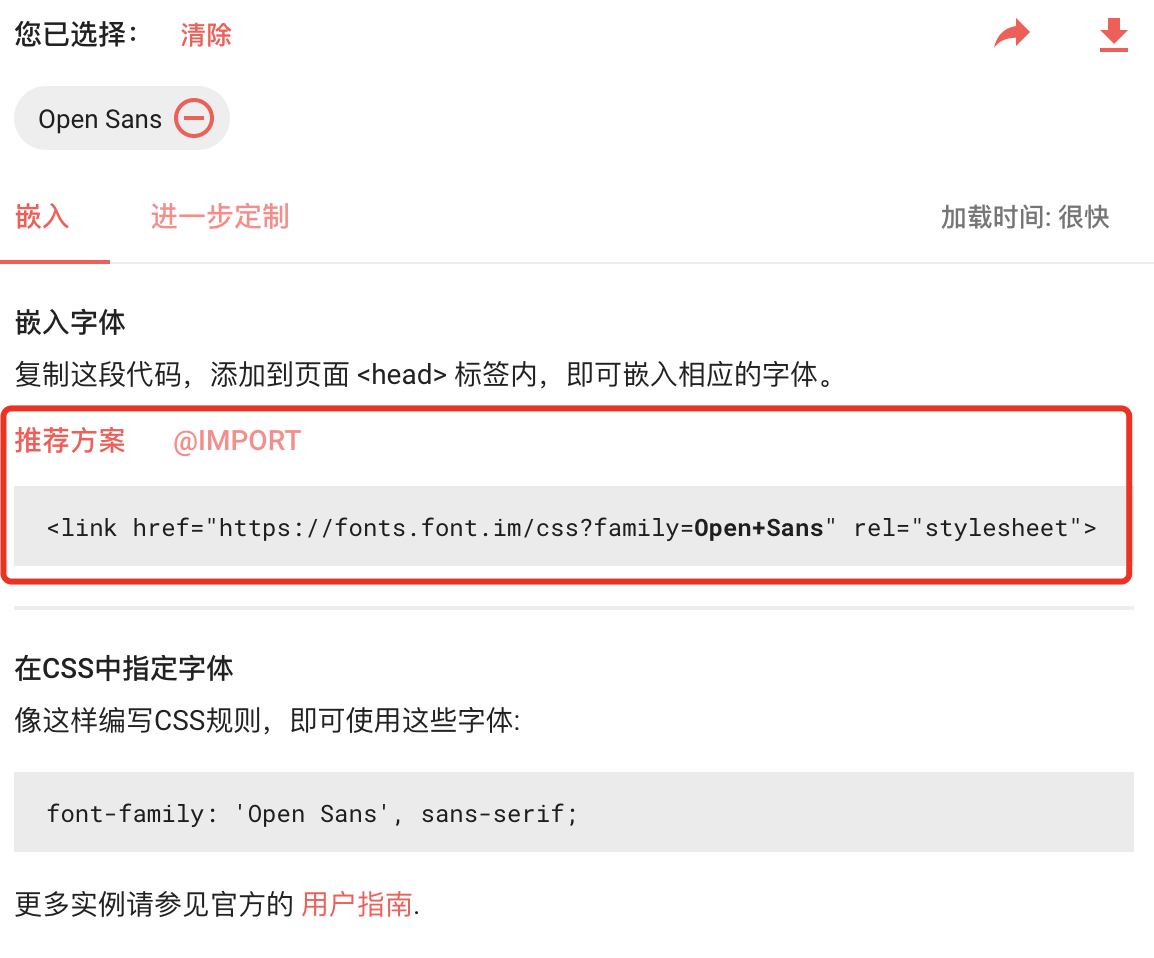 您已选择： 清除
Open Sans
嵌入 进一步定制 加载时间: 很快
嵌入字体
复制这段代码，添加到页面 <head> 标签内，即可嵌入相应的字体。
推荐方案 @IMPORT
<link href="https://fonts.font.im/css?family=Open+Sans" rel="stylesheet">
在CSS中指定字体
像这样编写CSS规则，即可使用这些字体:
font-family: 'Open Sans', sans-serif;
更多实例请参见官方的 用户指南.